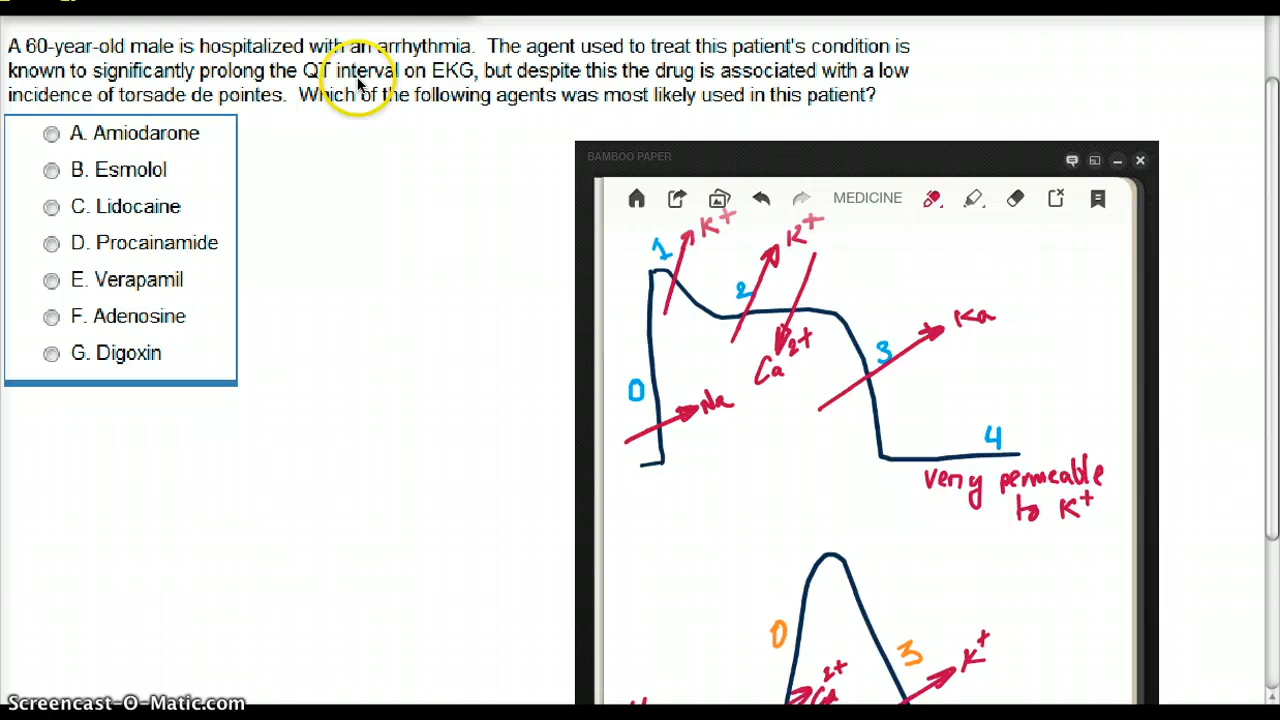 A 60-year-old male is hospitalized with an arrhythmia. The agent used to treat this patient's condition is
known to significantly prolong the QT interval on EKG, but despite this the drug is associated with a low
incidence of torsade de pointes. Which of the following agents was most likely used in this patient?
A. Amiodarone
B. Esmolol
C. Lidocaine
D. Procainamide
E. Verapamil
F. Adenosine
G. Digoxin
BAMBOO PAPER
MEDICINE
1
K+
K+
2
Ca2+
3
Ka
0
Na
4
very permeable
to K+
0
3
K+
2+
Ca
Screencast-O-Matic.com